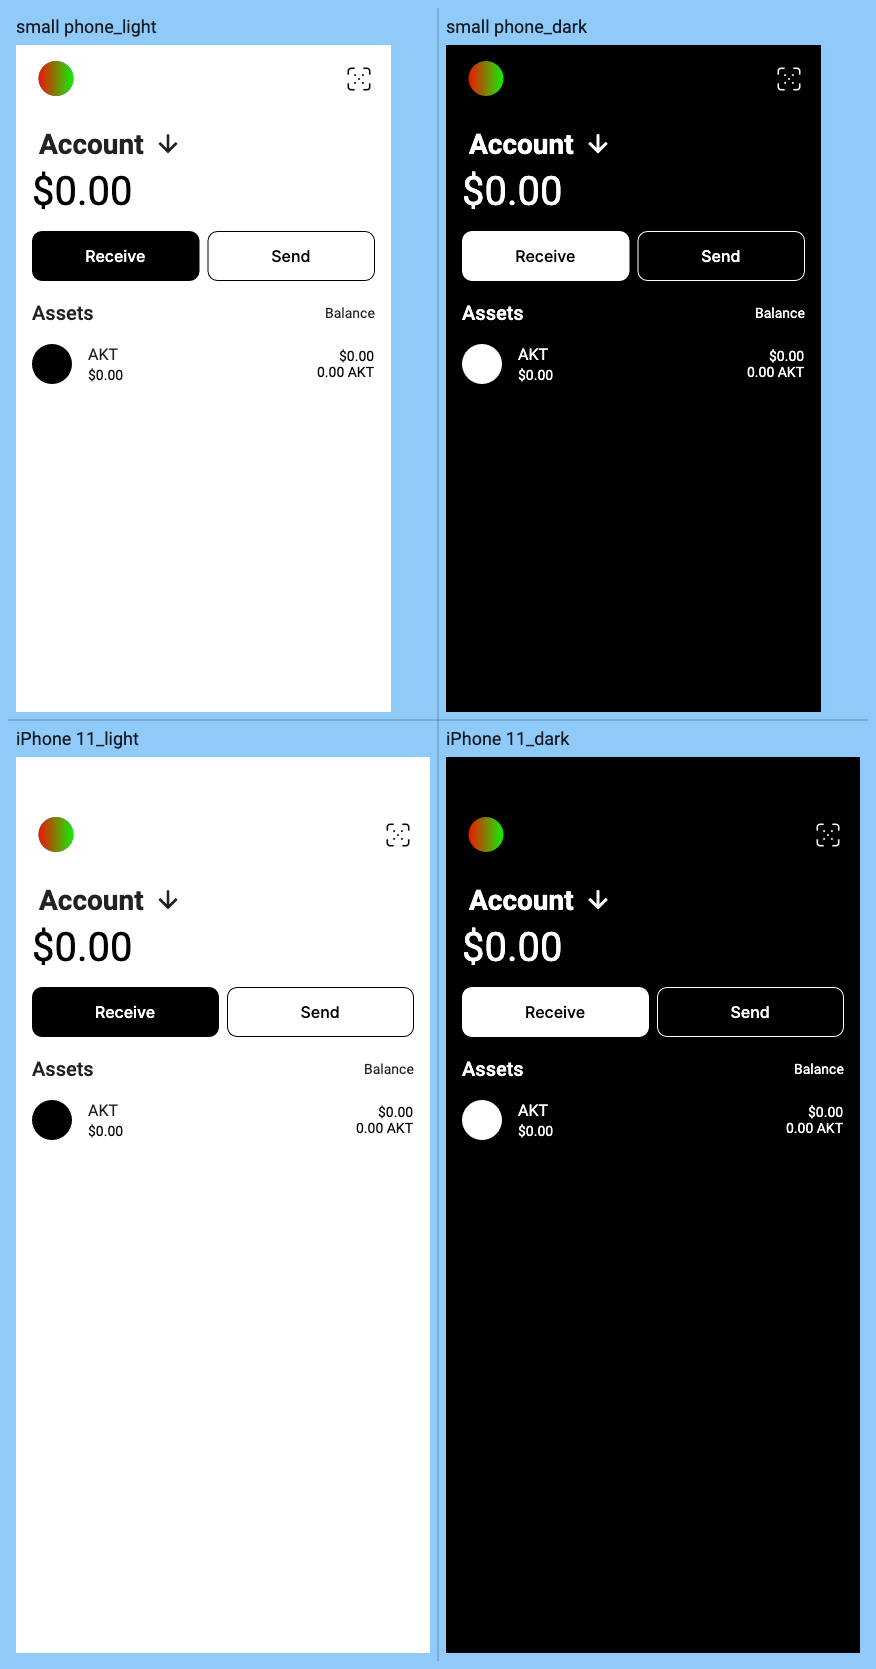 small phone_light
Account
$0.00
Receive
Send
Assets
Balance
AKT
$0.00
$0.00
0.00 AKT
small phone_dark
Account
$0.00
Receive
Send
Assets
Balance
AKT
$0.00
$0.00
0.00 AKT
iPhone 11_light
Account
$0.00
Receive
Send
Assets
Balance
AKT
$0.00
$0.00
0.00 AKT
iPhone 11_dark
Account
$0.00
Receive
Send
Assets
Balance
AKT
$0.00
$0.00
0.00 AKT